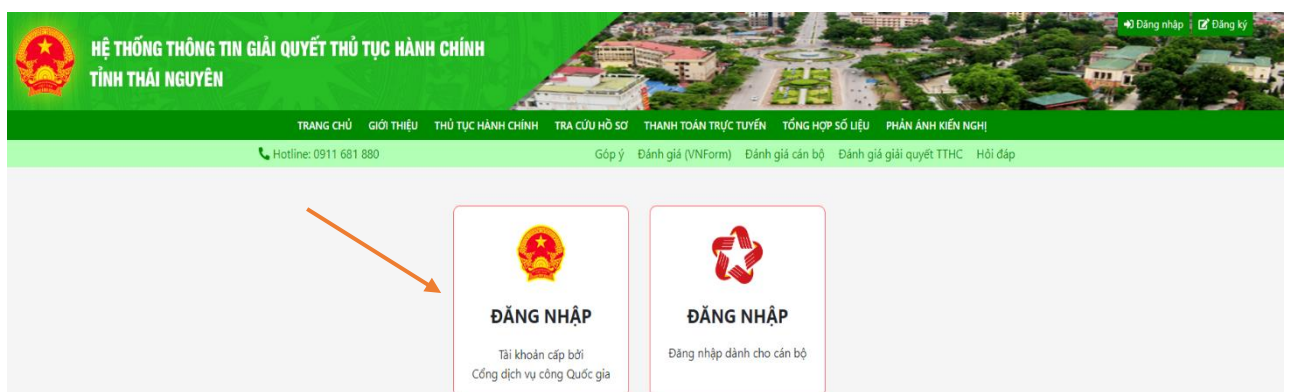 Đăng nhập | Đăng ký
HỆ THỐNG THÔNG TIN GIẢI QUYẾT THỦ TỤC HÀNH CHÍNH
TỈNH THÁI NGUYÊN
TRANG CHỦ GIỚI THIỆU THỦ TỤC HÀNH CHÍNH TRA CỨU HỒ SƠ THANH TOÁN TRỰC TUYẾN TỔNG HỢP SỐ LIỆU PHẢN ÁNH KIẾN NGHỊ
Hotline: 0911 681 880 Góp ý Đánh giá (VNForm) Đánh giá cán bộ Đánh giá giải quyết TTHC Hỏi đáp
ĐĂNG NHẬP
Tài khoản cấp bởi
Cổng dịch vụ công Quốc gia
ĐĂNG NHẬP
Đăng nhập dành cho cán bộ